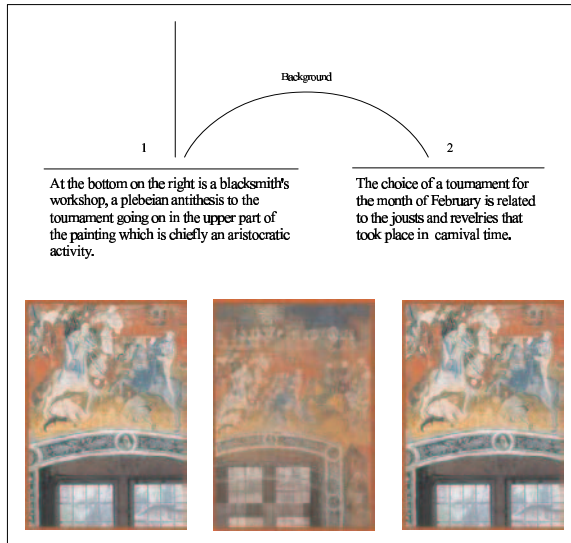 Background
1
2
At the bottom on the right is a blacksmith's
workshop, a plebeian antithesis to the
tournament going on in the upper part of
the painting which is chiefly an aristocratic
activity.
The choice of a tournament for
the month of February is related
to the jousts and revelries that
took place in carnival time.